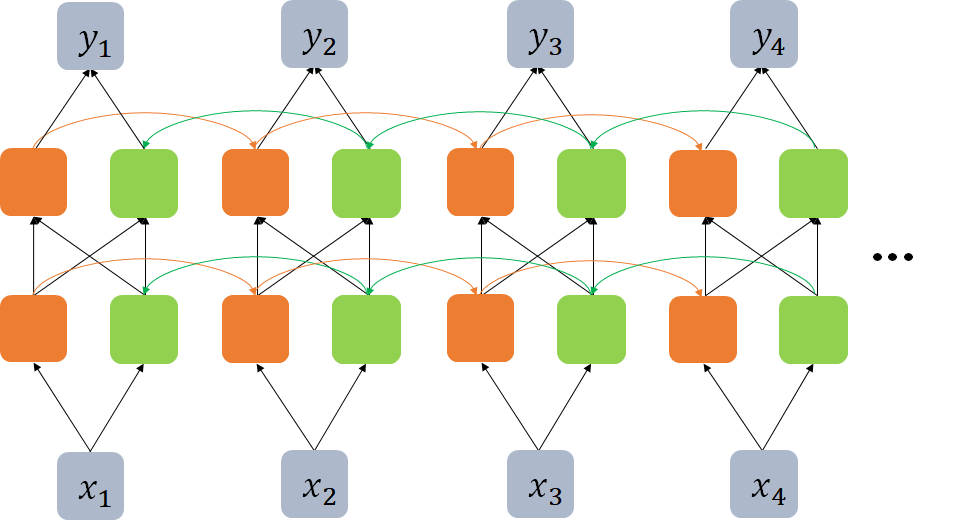 y₁ y₂ y₃ y₄
...
x₁ x₂ x₃ x₄